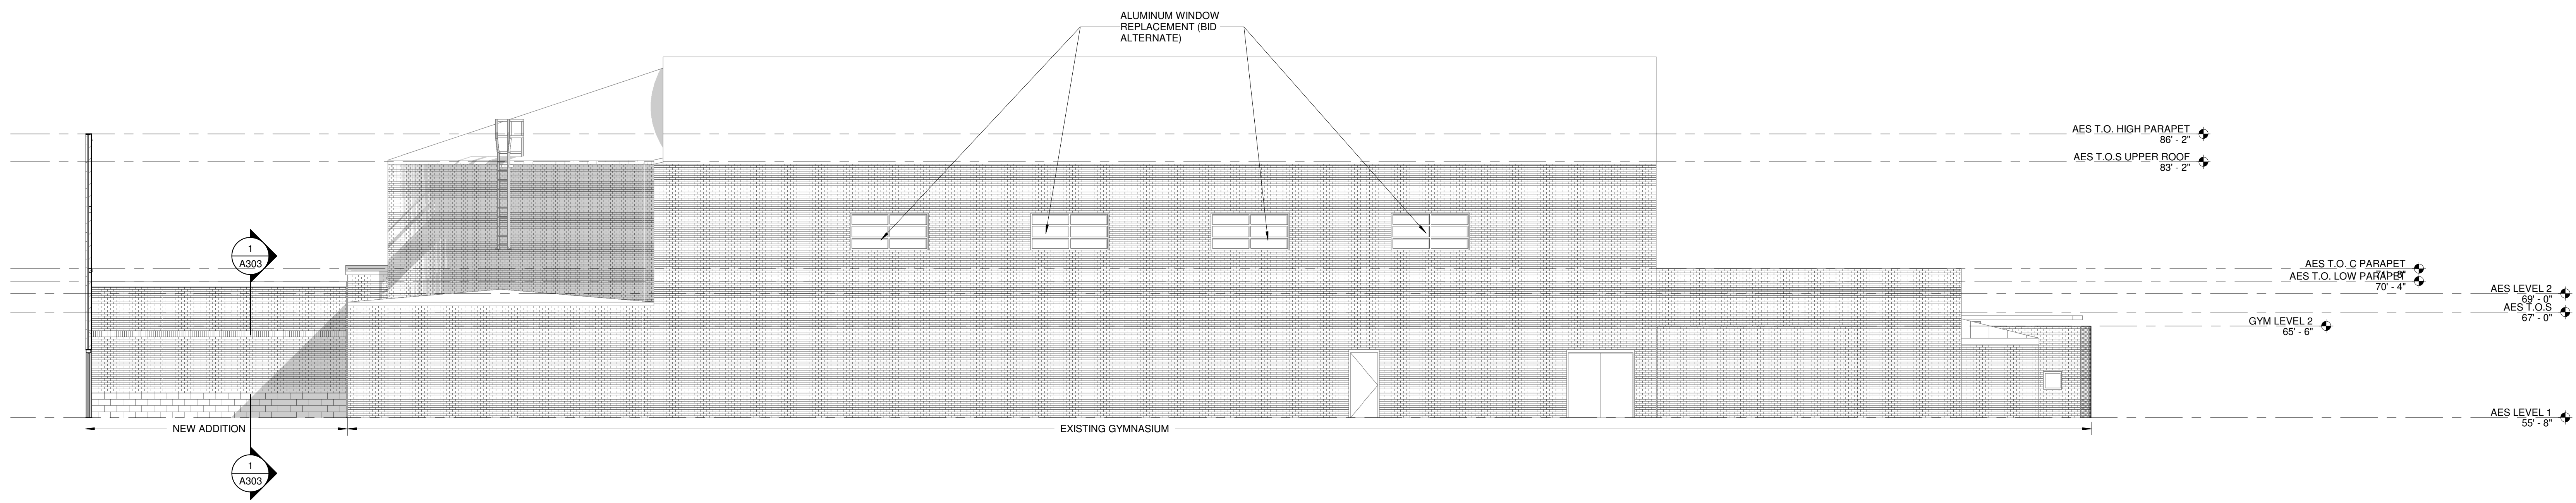 ALUMINUM WINDOW
REPLACEMENT (BID
ALTERNATE)
AES T.O. HIGH PARAPET
86' - 2"
AES T.O.S UPPER ROOF
83' - 2"
1
A303
AES T.O. C PARAPET
71' - 8"
AES T.O. LOW PARAPET
70' - 4"
AES LEVEL 2
69' - 0"
AES T.O.S
67' - 0"
GYM LEVEL 2
65' - 6"
AES LEVEL 1
55' - 8"
NEW ADDITION
EXISTING GYMNASIUM
1
A303